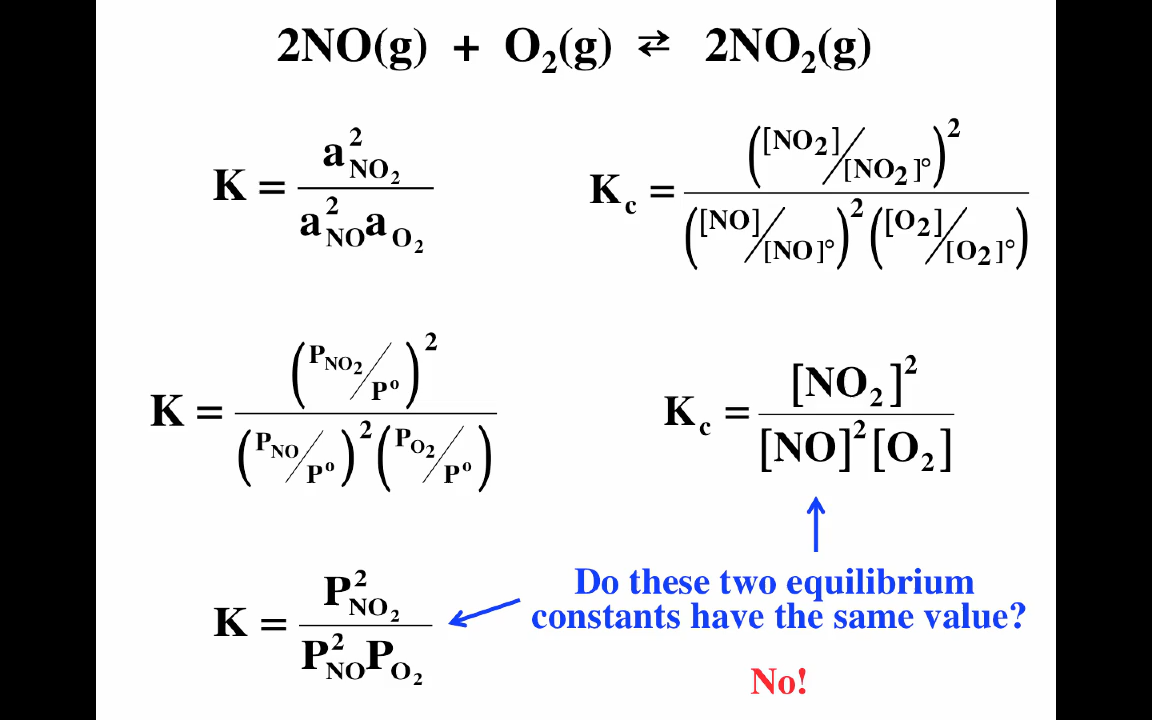 2NO(g) + O₂(g) ⇄ 2NO₂(g)
K = a²NO₂ / a²NO aO₂
Kc = ([NO₂]/[NO₂]°)² / ([NO]/[NO]°)² ([O₂]/[O₂]°)
K = (PNO₂/P°)² / (PNO/P°)² (PO₂/P°)
Kc = [NO₂]² / [NO]² [O₂]
K = P²NO₂ / P²NO PO₂
Do these two equilibrium
constants have the same value?
No!